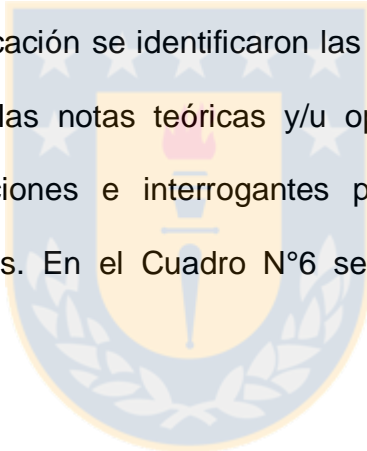 cación se identificaron las
las notas teóricas y/u op
ciones e interrogantes p
s. En el Cuadro N°6 se